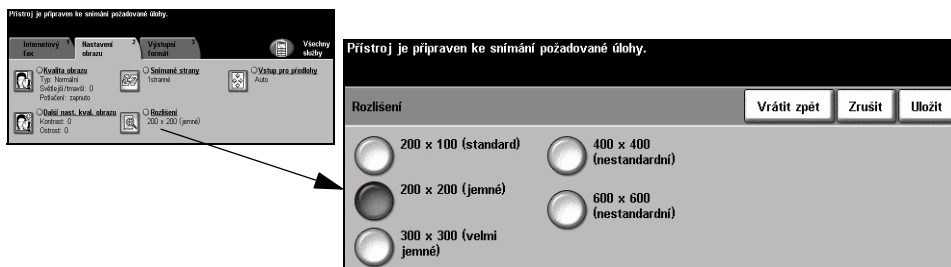 Přístroj je připraven ke snímání požadované úlohy.
Internetový fax 1
Nastavení obrazu 2
Výstupní formát 3
Všechny služby
Kvalita obrazu
Typ: Normální
Světlejší/tmavší: 0
Potlačení: zapnuto
Snímané strany
1stranné
Vstup pro předlohy
Auto
Další nast. kval. obrazu
Kontrast: 0
Ostrost: 0
Rozlišení
200 x 200 (jemné)
Přístroj je připraven ke snímání požadované úlohy.
Rozlišení
Vrátit zpět
Zrušit
Uložit
200 x 100 (standard)
200 x 200 (jemné)
300 x 300 (velmi
jemné)
400 x 400
(nestandardní)
600 x 600
(nestandardní)